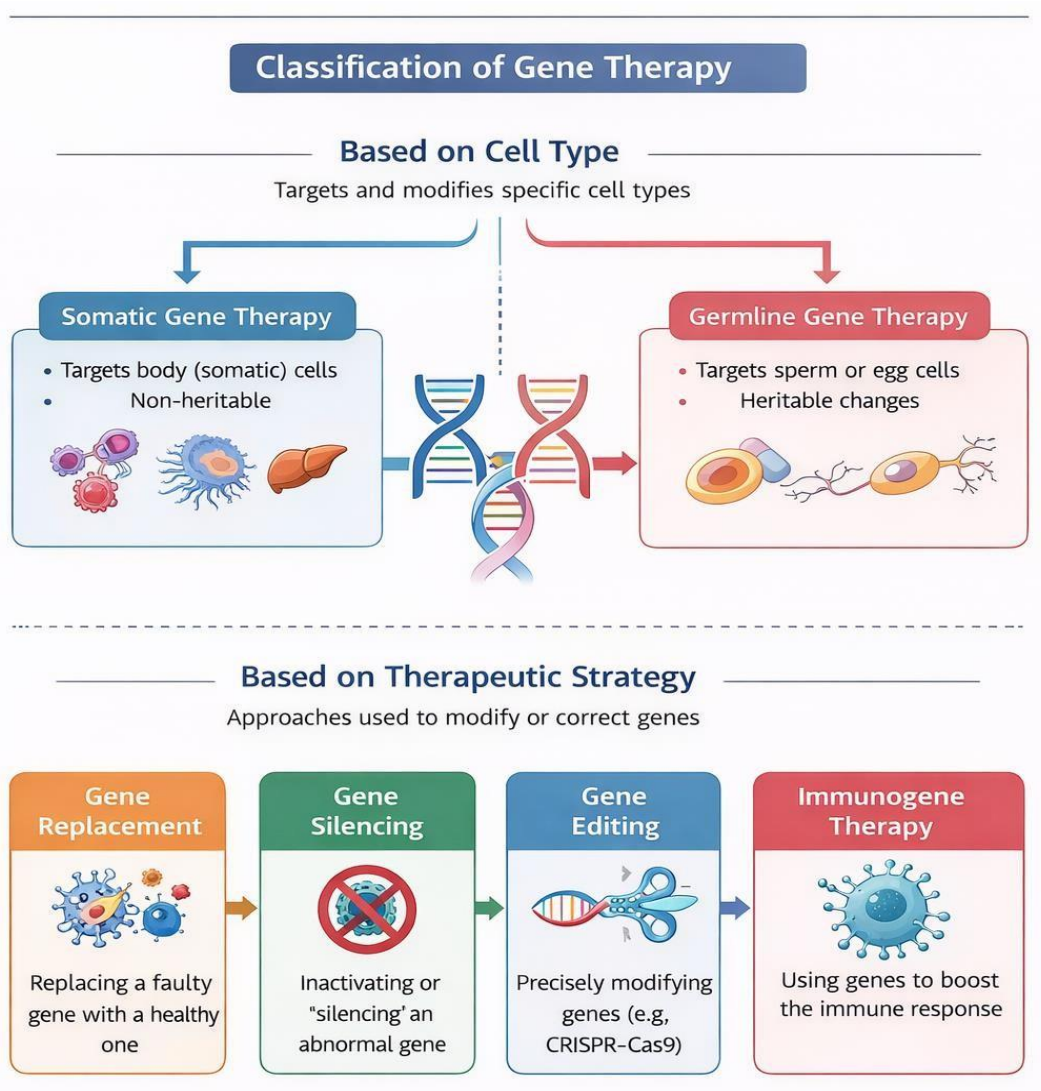 Classification of Gene Therapy
Based on Cell Type
Targets and modifies specific cell types
Somatic Gene Therapy
• Targets body (somatic) cells
• Non-heritable
Germline Gene Therapy
• Targets sperm or egg cells
• Heritable changes
Based on Therapeutic Strategy
Approaches used to modify or correct genes
Gene
Replacement
Replacing a faulty
gene with a healthy
one
Gene
Silencing
Inactivating or
"silencing' an
abnormal gene
Gene
Editing
Precisely modifying
genes (e.g,
CRISPR-Cas9)
Immunogene
Therapy
Using genes to boost
the immune response